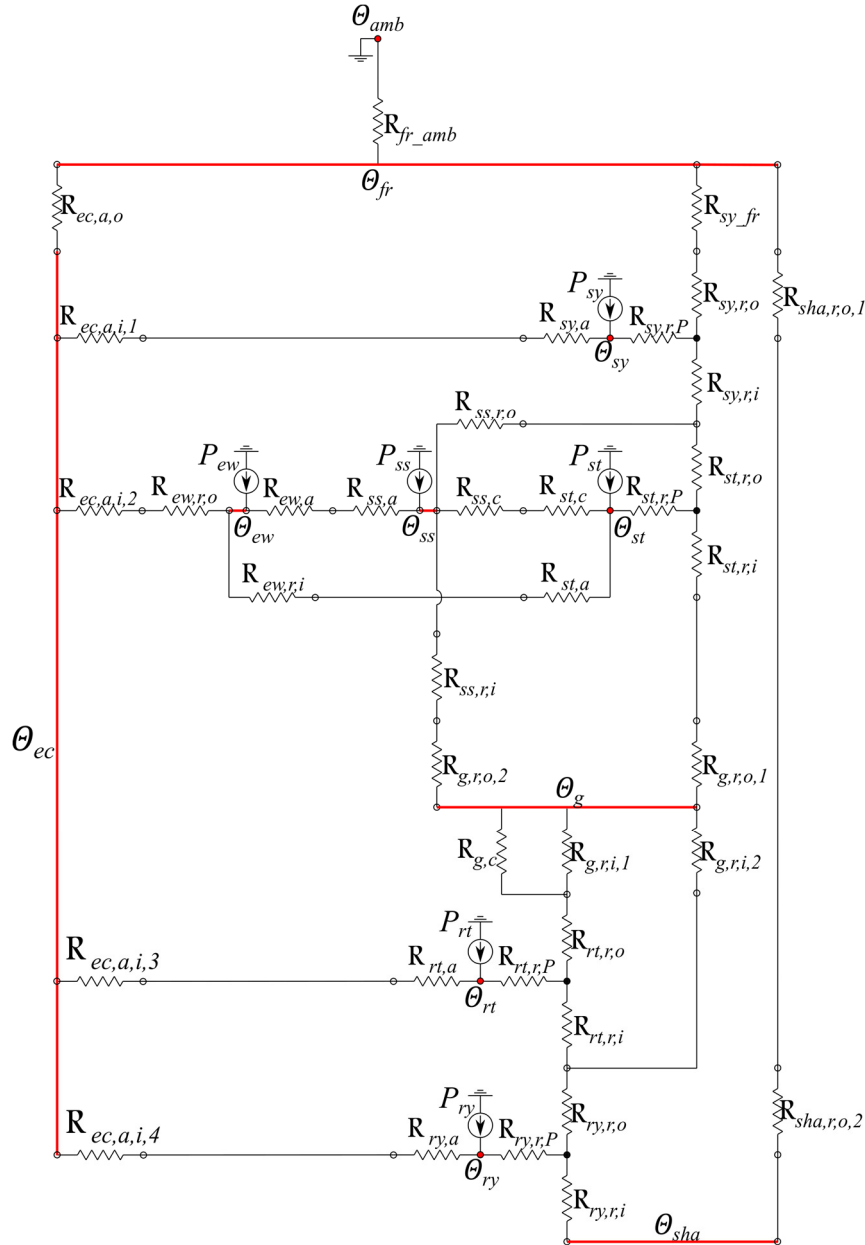 Θamb
Rfr_amb
Θfr
Rec,a,o
Rsy_fr
Psy
Rsy,r,o
Rsha,r,o,1
Rec,a,i,1
Rsy,a
Rsy,r,P
Θsy
Rsy,r,i
Rss,r,o
Pew
Pss
Pst
Rst,r,o
Rec,a,i,2
Rew,r,o
Rew,a
Rss,a
Rss,c
Rst,c
Rst,r,P
Θew
Θss
Θst
Rst,r,i
Rew,r,i
Rst,a
Rss,r,i
Θec
Rg,r,o,2
Rg,r,o,1
Θg
Rg,c
Rg,r,i,1
Rg,r,i,2
Prt
Rrt,r,o
Rec,a,i,3
Rrt,a
Rrt,r,P
Θrt
Rrt,r,i
Pry
Rry,r,o
Rsha,r,o,2
Rec,a,i,4
Rry,a
Rry,r,P
Θry
Rry,r,i
Θsha